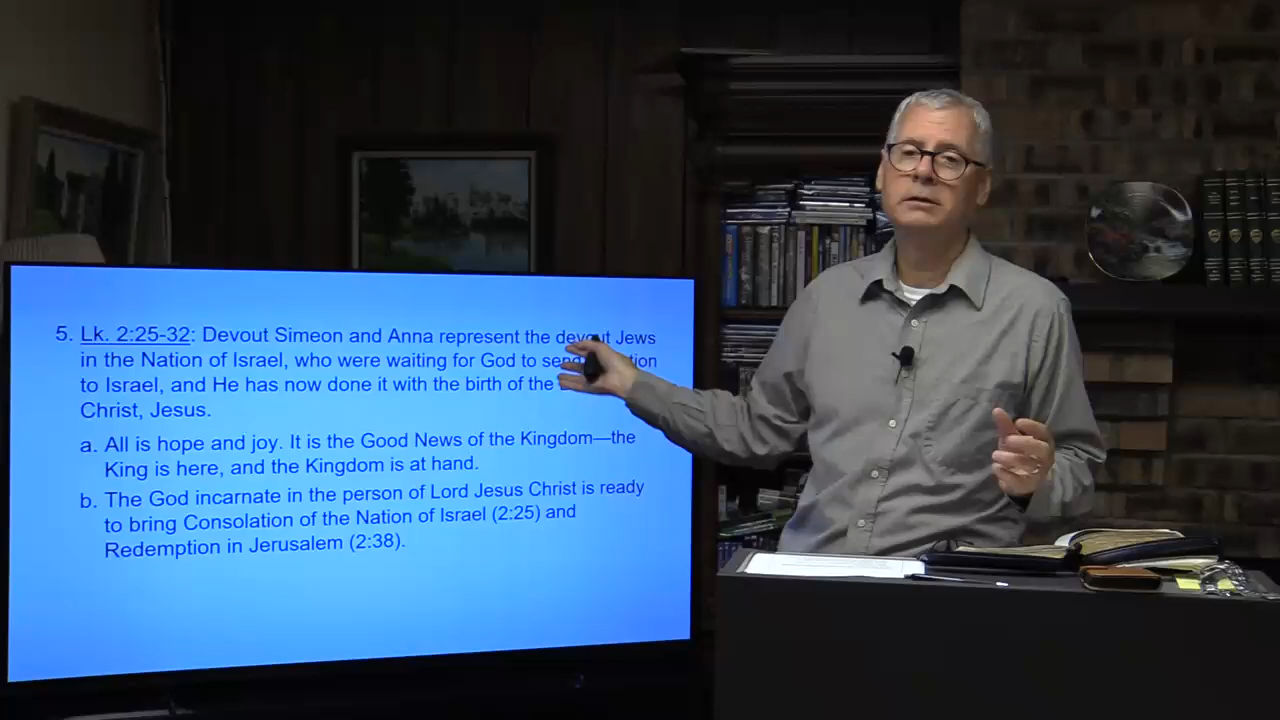 5. Lk. 2:25-32: Devout Simeon and Anna represent the devout Jews
in the Nation of Israel, who were waiting for God to send
to Israel, and He has now done it with the birth of the
Christ, Jesus.
a. All is hope and joy. It is the Good News of the Kingdom—the
King is here, and the Kingdom is at hand.
b. The God incarnate in the person of Lord Jesus Christ is ready
to bring Consolation of the Nation of Israel (2:25) and
Redemption in Jerusalem (2:38).